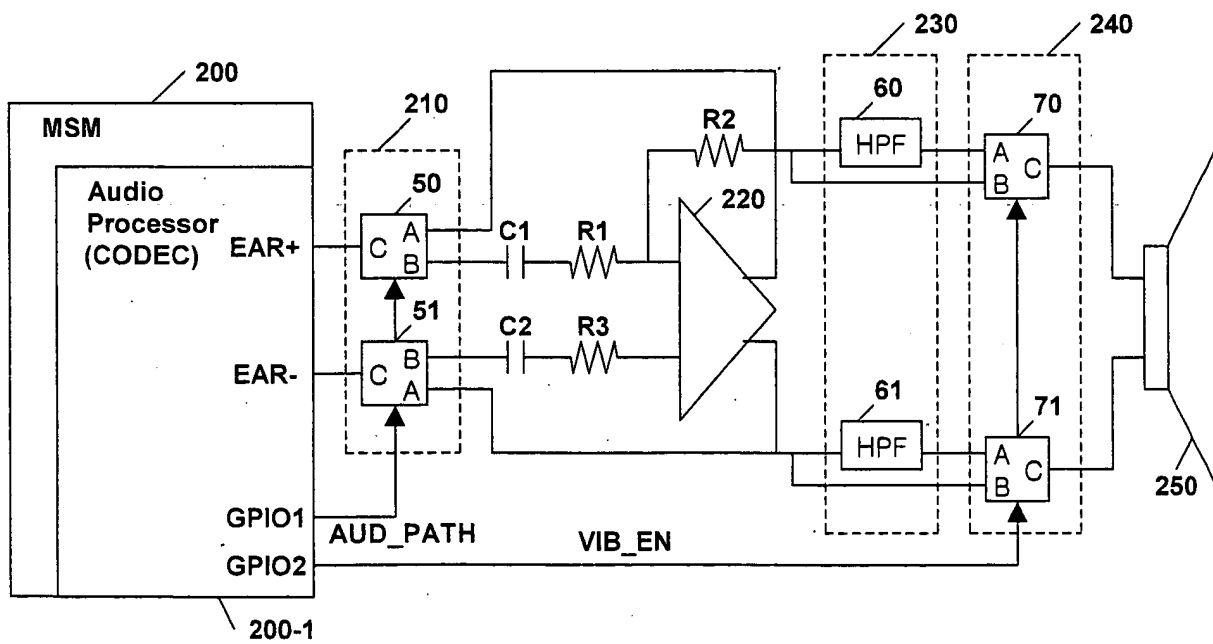 200
MSM
Audio
Processor
(CODEC)
EAR+
EAR-
GPIO1
GPIO2
200-1
210
50
C
A
B
51
C
B
A
AUD_PATH
VIB_EN
C1
R1
R2
C2
R3
220
230
60
HPF
61
HPF
240
70
A
B
C
71
A
B
C
250